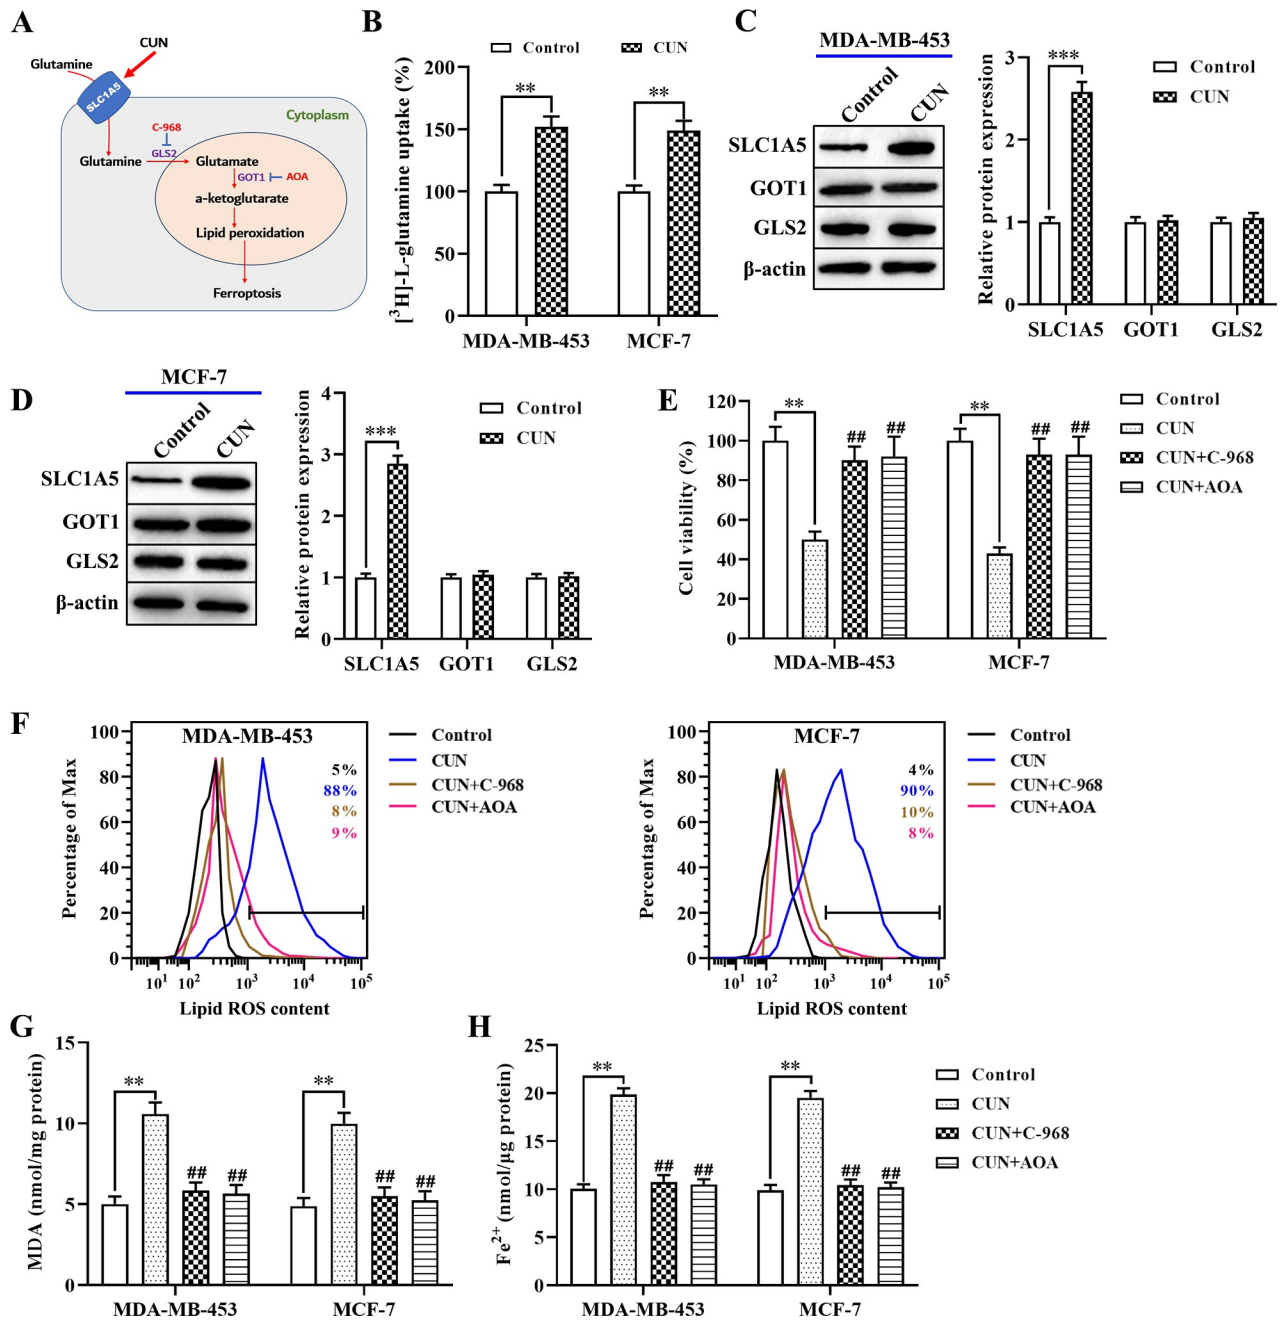 A
CUN
Glutamine
SLC1A5
Cytoplasm
C-968
GLS2
Glutamine
Glutamate
GOT1
AOA
a-ketoglutarate
Lipid peroxidation
Ferroptosis
B
Control
CUN
[³H]-L-glutamine uptake (%)
200
150
100
50
0
**
**
MDA-MB-453
MCF-7
C
MDA-MB-453
Control
CUN
SLC1A5
GOT1
GLS2
β-actin
Relative protein expression
3
2
1
0
***
Control
CUN
SLC1A5
GOT1
GLS2
D
MCF-7
Control
CUN
SLC1A5
GOT1
GLS2
β-actin
Relative protein expression
4
3
2
1
0
***
Control
CUN
SLC1A5
GOT1
GLS2
E
Cell viability (%)
120
100
80
60
40
20
0
**
##
##
**
##
##
MDA-MB-453
MCF-7
Control
CUN
CUN+C-968
CUN+AOA
F
Percentage of Max
100
80
60
40
20
0
MDA-MB-453
5%
88%
8%
9%
10¹
10²
10³
10⁴
10⁵
Lipid ROS content
Control
CUN
CUN+C-968
CUN+AOA
Percentage of Max
100
80
60
40
20
0
MCF-7
4%
90%
10%
8%
10¹
10²
10³
10⁴
10⁵
Lipid ROS content
Control
CUN
CUN+C-968
CUN+AOA
G
MDA (nmol/mg protein)
15
10
5
0
**
##
##
**
##
##
MDA-MB-453
MCF-7
H
Fe²⁺ (nmol/μg protein)
25
20
15
10
5
0
**
##
##
**
##
##
MDA-MB-453
MCF-7
Control
CUN
CUN+C-968
CUN+AOA